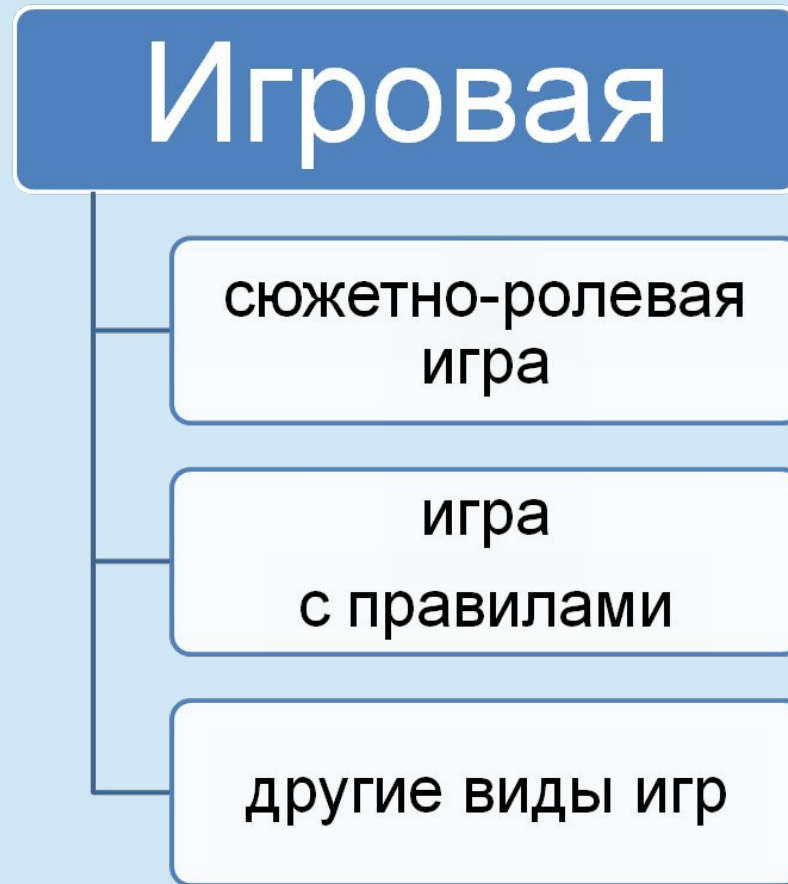 Игровая
сюжетно-ролевая
игра
игра
с правилами
другие виды игр